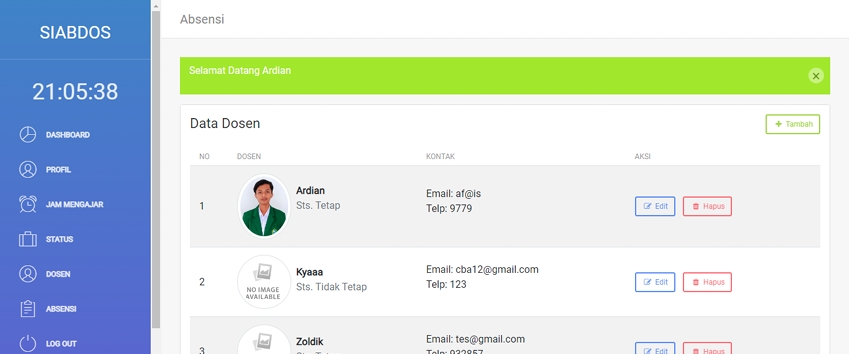 SIABDOS
21:05:38
DASHBOARD
PROFIL
JAM MENGAJAR
STATUS
DOSEN
ABSENSI
LOG OUT
Absensi
Selamat Datang Ardian
Data Dosen
Tambah
NO DOSEN KONTAK AKSI
1
Ardian
Sts. Tetap
Email: af@is
Telp: 9779
Edit Hapus
2
NO IMAGE
AVAILABLE
Kyaaa
Sts. Tidak Tetap
Email: cba12@gmail.com
Telp: 123
Edit Hapus
3
Zoldik
Email: tes@gmail.com
Telp: 932857
Edit Hapus